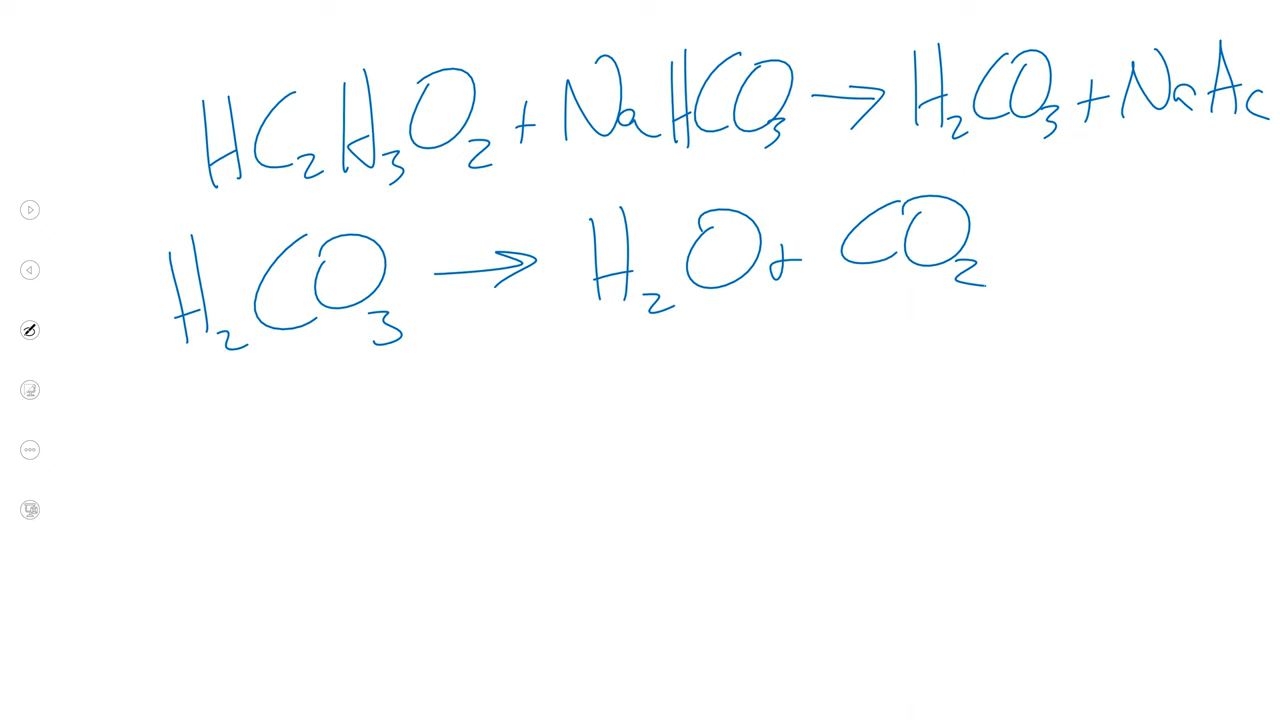 HC₂H₃O₂ + NaHCO₃ → H₂CO₃ + NaAc
H₂CO₃ → H₂O + CO₂